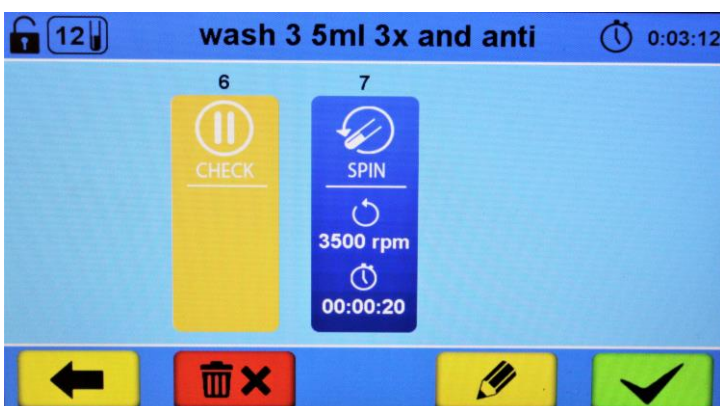 12
wash 3 5ml 3x and anti
0:03:12
6
7
CHECK
SPIN
3500 rpm
00:00:20